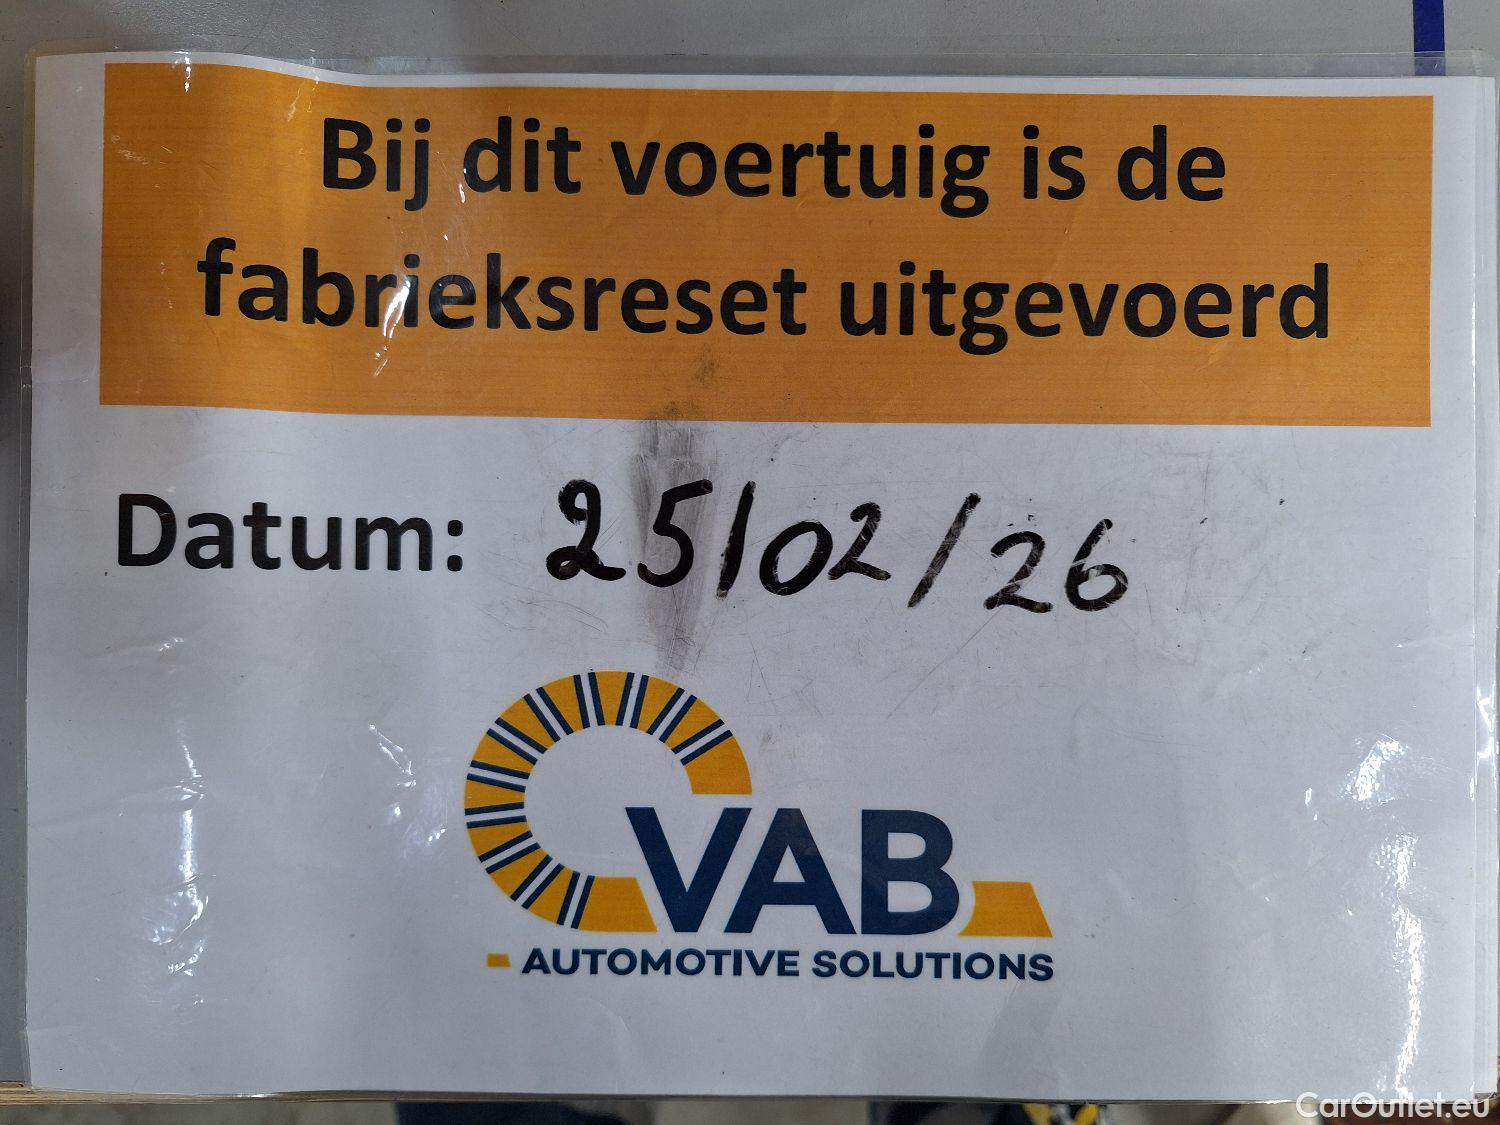 Bij dit voertuig is de
fabrieksreset uitgevoerd
Datum: 25/02/26
VAB
AUTOMOTIVE SOLUTIONS
CarOutlet.eu